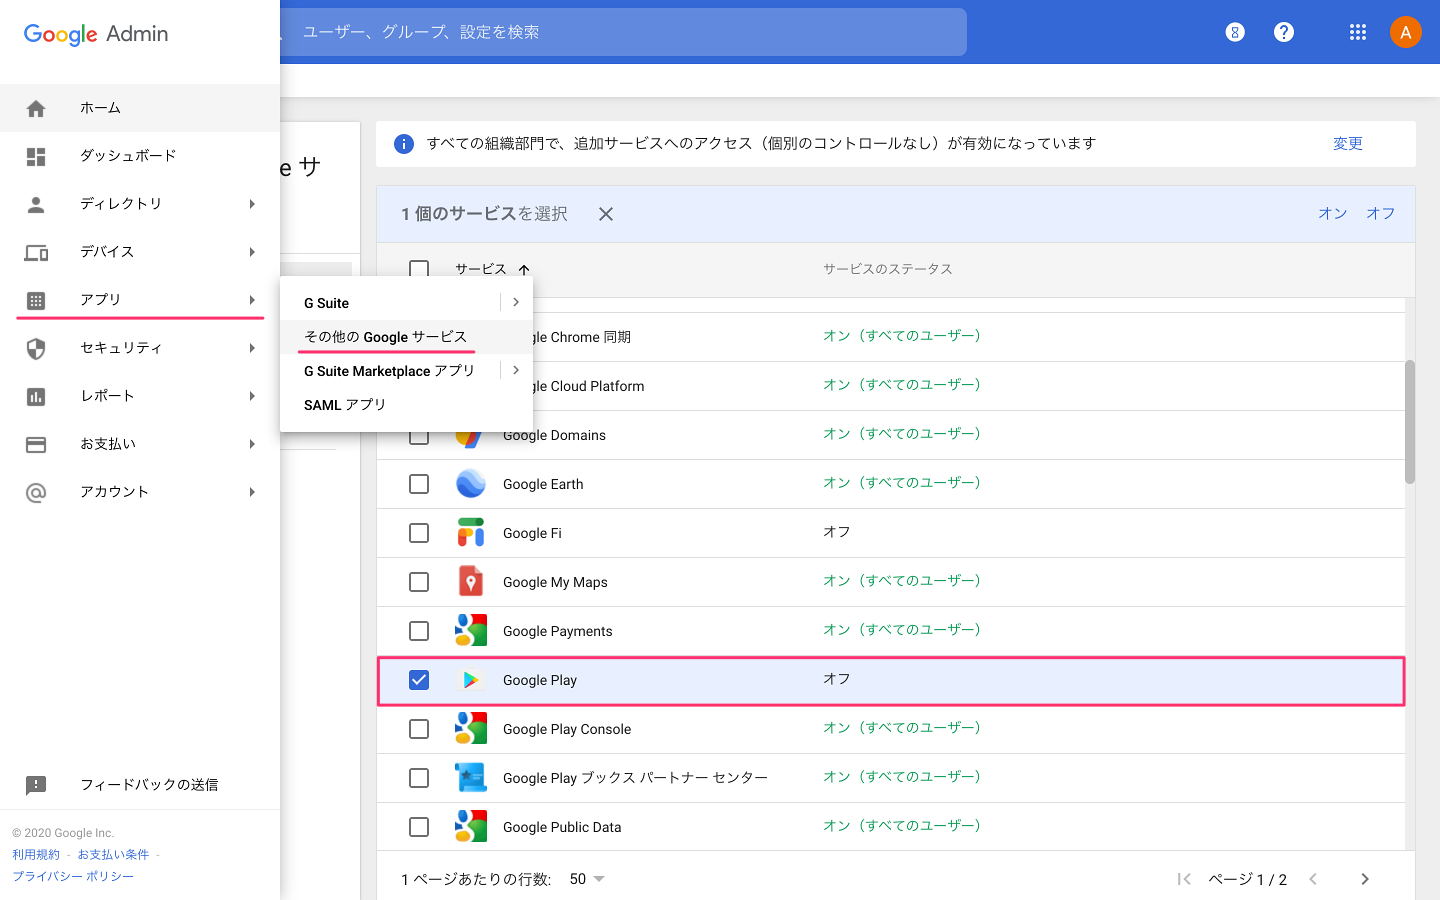 Google Admin
ユーザー、グループ、設定を検索
A
ホーム
ダッシュボード
ディレクトリ
デバイス
アプリ
セキュリティ
レポート
お支払い
アカウント
フィードバックの送信
© 2020 Google Inc.
利用規約 - お支払い条件 -
プライバシー ポリシー
e サ
G Suite
その他の Google サービス
G Suite Marketplace アプリ
SAML アプリ
すべての組織部門で、追加サービスへのアクセス（個別のコントロールなし）が有効になっています
変更
1 個のサービスを選択
オン オフ
サービス サービスのステータス
gle Chrome 同期 オン（すべてのユーザー）
gle Cloud Platform オン（すべてのユーザー）
Google Domains オン（すべてのユーザー）
Google Earth オン（すべてのユーザー）
Google Fi オフ
Google My Maps オン（すべてのユーザー）
Google Payments オン（すべてのユーザー）
Google Play オフ
Google Play Console オン（すべてのユーザー）
Google Play ブックス パートナー センター オン（すべてのユーザー）
Google Public Data オン（すべてのユーザー）
1 ページあたりの行数: 50
ページ 1 / 2